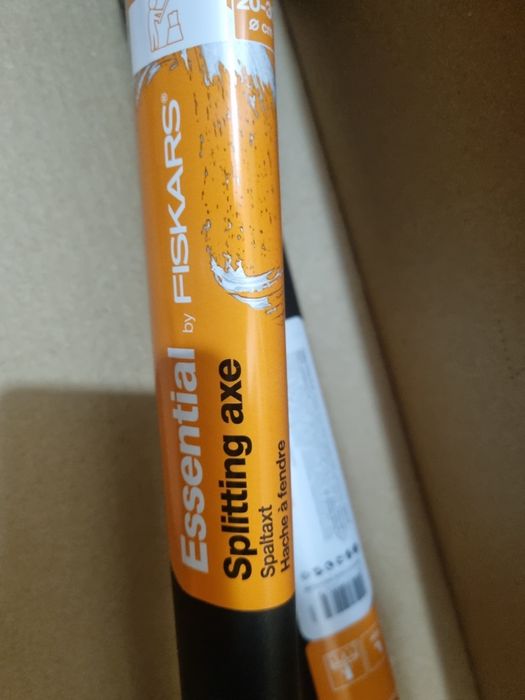 Essential by FISKARS®
Splitting axe
Spaltaxt
Hache à fendre